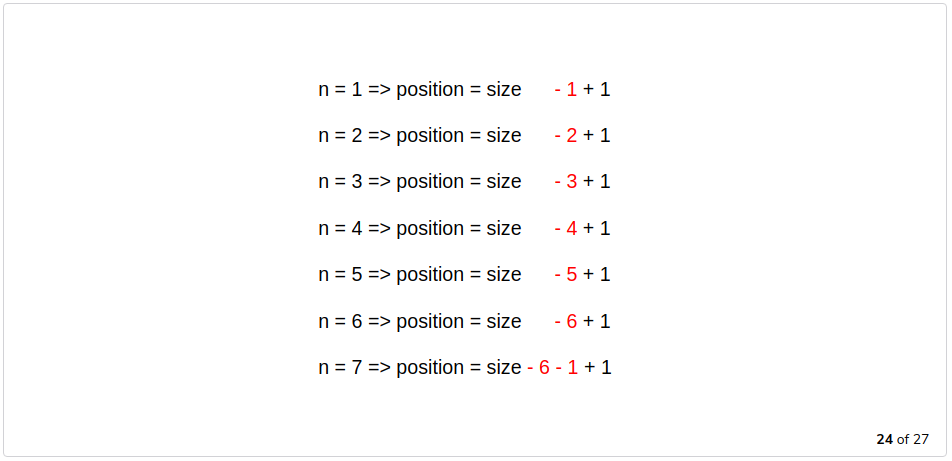 n = 1 => position = size - 1 + 1
n = 2 => position = size - 2 + 1
n = 3 => position = size - 3 + 1
n = 4 => position = size - 4 + 1
n = 5 => position = size - 5 + 1
n = 6 => position = size - 6 + 1
n = 7 => position = size - 6 - 1 + 1
24 of 27